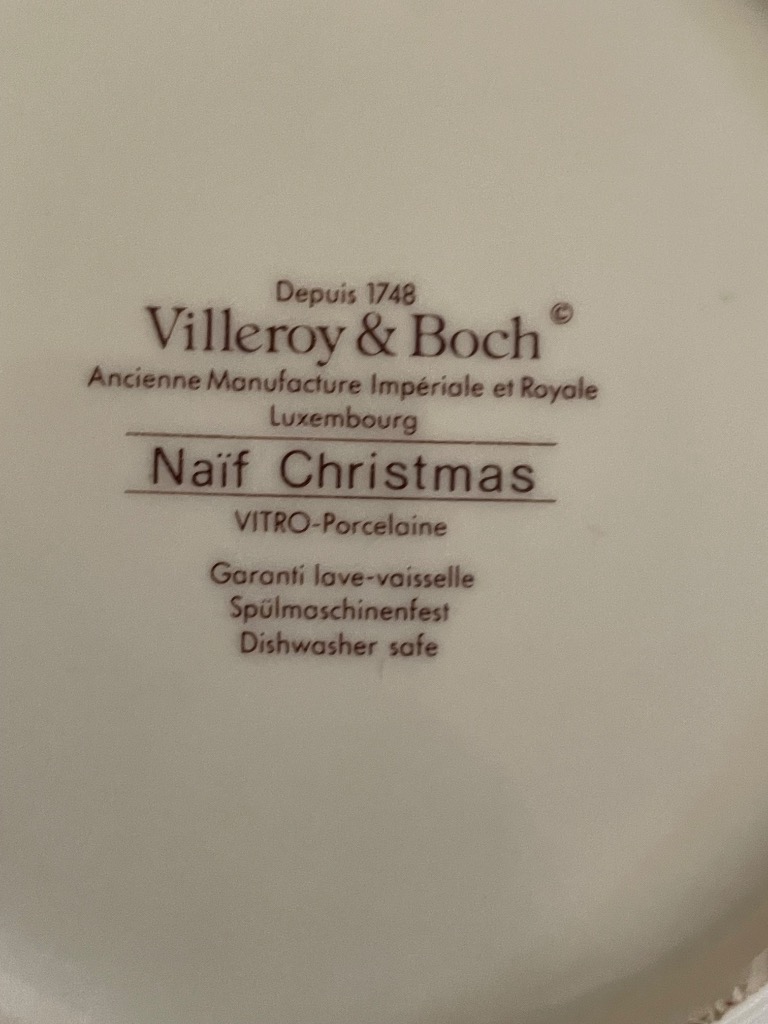 Depuis 1748
Villeroy & Boch ©
Ancienne Manufacture Impériale et Royale
Luxembourg
Naïf Christmas
VITRO-Porcelaine
Garanti lave-vaisselle
Spülmaschinenfest
Dishwasher safe